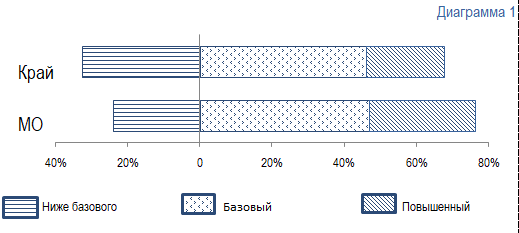 Диаграмма 1
Край
МО
40% 20% 0 20% 40% 60% 80%
Ниже базового Базовый Повышенный